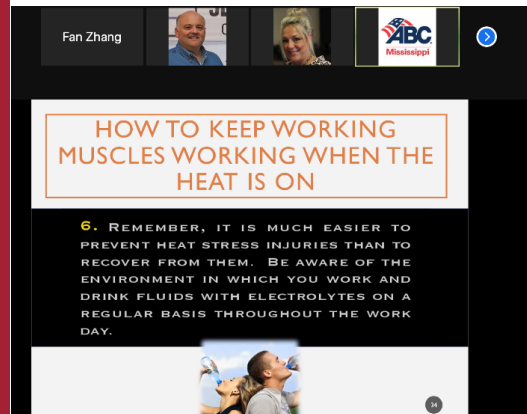 Fan Zhang
ABC
Mississippi
HOW TO KEEP WORKING
MUSCLES WORKING WHEN THE
HEAT IS ON
6. REMEMBER, IT IS MUCH EASIER TO
PREVENT HEAT STRESS INJURIES THAN TO
RECOVER FROM THEM. BE AWARE OF THE
ENVIRONMENT IN WHICH YOU WORK AND
DRINK FLUIDS WITH ELECTROLYTES ON A
REGULAR BASIS THROUGHOUT THE WORK
DAY.
34